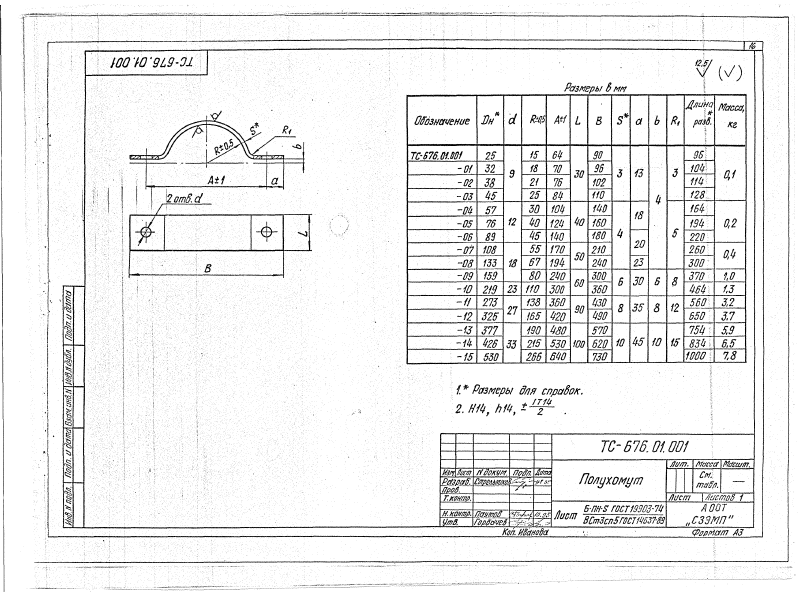 16
ТС-676.01.001
12,5
(√)
S*
R1
R±0,5
b
A±1
a
2 отв. d
L
B
Размеры в мм
Обозначение Dн* d R±0,5 A±1 L B S* a b R1 Длина разв.* Масса, кг
ТС-676.01.001 25 9 15 64 30 90 3 13 4 3 96 0,1
-01 32 18 70 96 104
-02 38 21 76 102 114
-03 45 25 84 110 128
-04 57 12 30 104 40 140 4 18 5 164 0,2
-05 76 40 124 160 194
-06 89 45 140 180 20 220
-07 108 18 55 170 50 210 260 0,4
-08 133 67 194 240 23 300
-09 159 80 240 60 300 6 30 6 8 370 1,0
-10 219 23 110 300 360 464 1,3
-11 273 27 138 360 90 430 8 35 8 12 560 3,2
-12 325 165 420 490 650 3,7
-13 377 33 190 480 100 570 10 45 10 15 754 5,9
-14 426 215 530 620 834 6,5
-15 530 266 640 730 1000 7,8
1.* Размеры для справок.
2. H14, h14, ± IT14/2 .
Подп. и дата
Инв.N дубл.
Взам. инв.N
Подп. и дата
Инв.N подл.
ТС-676.01.001
Изм. Лист N докум. Подп. Дата
Разраб.
Пров.
Т.контр.
Н.контр.
Утв. Гордачев
Полухомут
Лит. Масса Масшт.
См. табл. —
Лист Листов 1
Лист Б-ПН-S ГОСТ 19903-74
ВСт3сп5 ГОСТ 14637-89
АООТ
„СЗЭМП"
Коп. Иванова
Формат А3